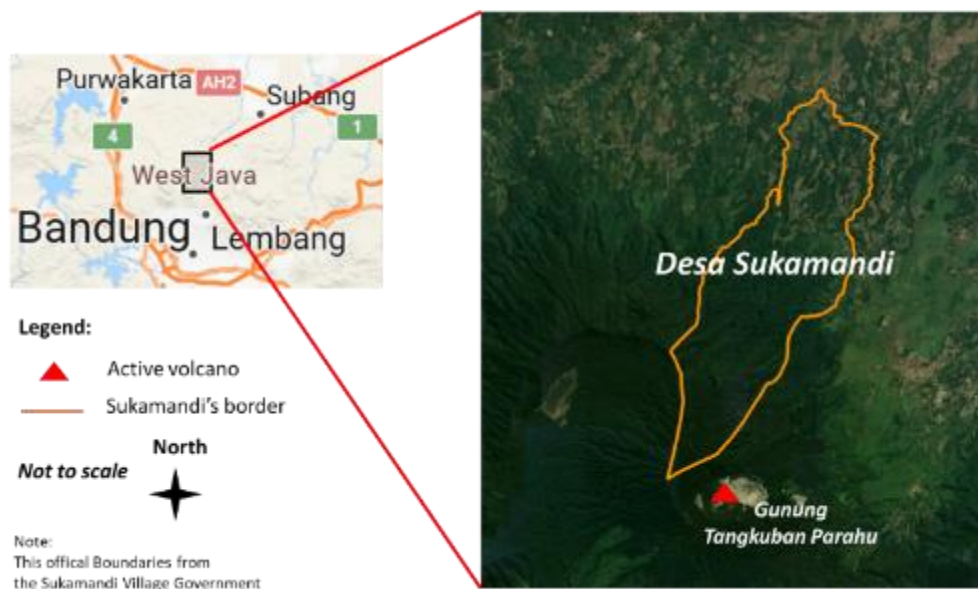 Purwakarta
AH2
Subang
4
1
West Java
Bandung
Lembang
Legend:
Active volcano
Sukamandi's border
North
Not to scale
Note:
This offical Boundaries from
the Sukamandi Village Government
Desa Sukamandi
Gunung
Tangkuban Parahu